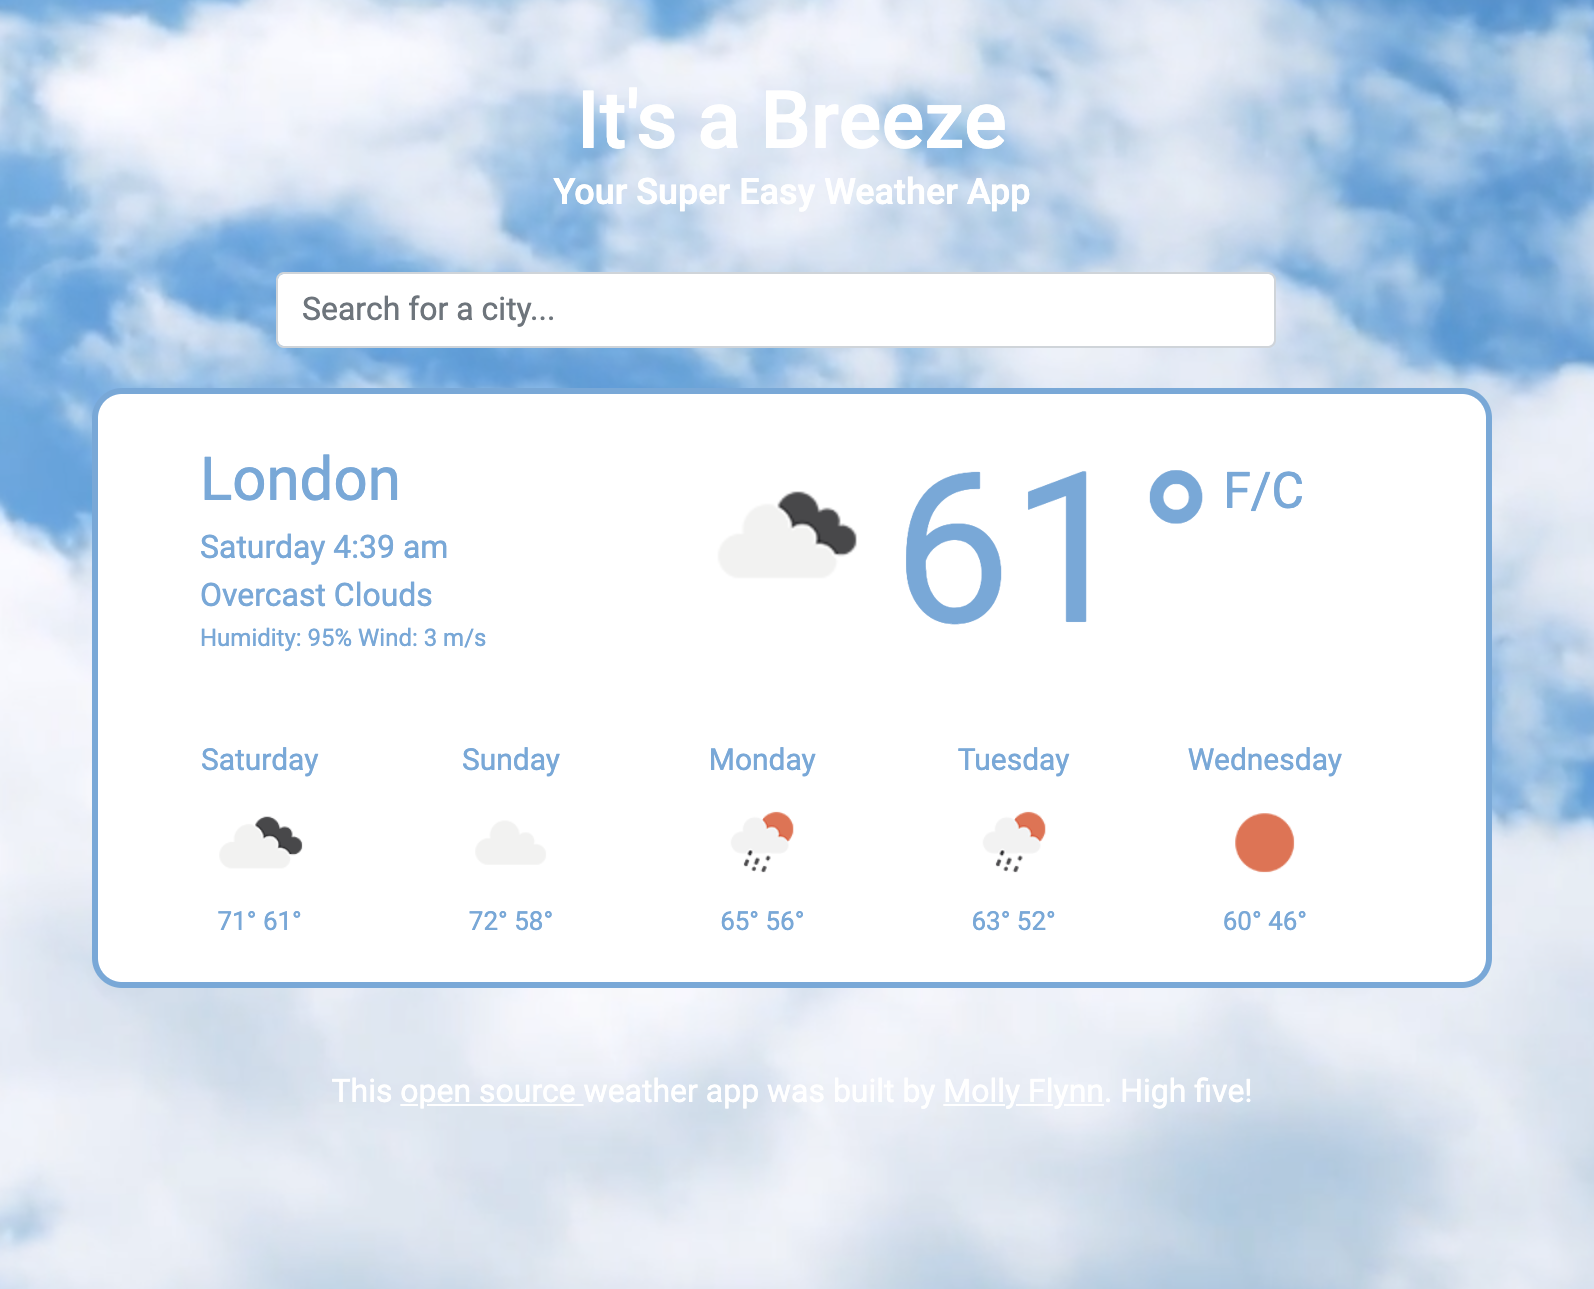 It's a Breeze
Your Super Easy Weather App
Search for a city...
London
Saturday 4:39 am
Overcast Clouds
Humidity: 95% Wind: 3 m/s
61° F/C
Saturday Sunday Monday Tuesday Wednesday
71° 61° 72° 58° 65° 56° 63° 52° 60° 46°
This open source weather app was built by Molly Flynn. High five!